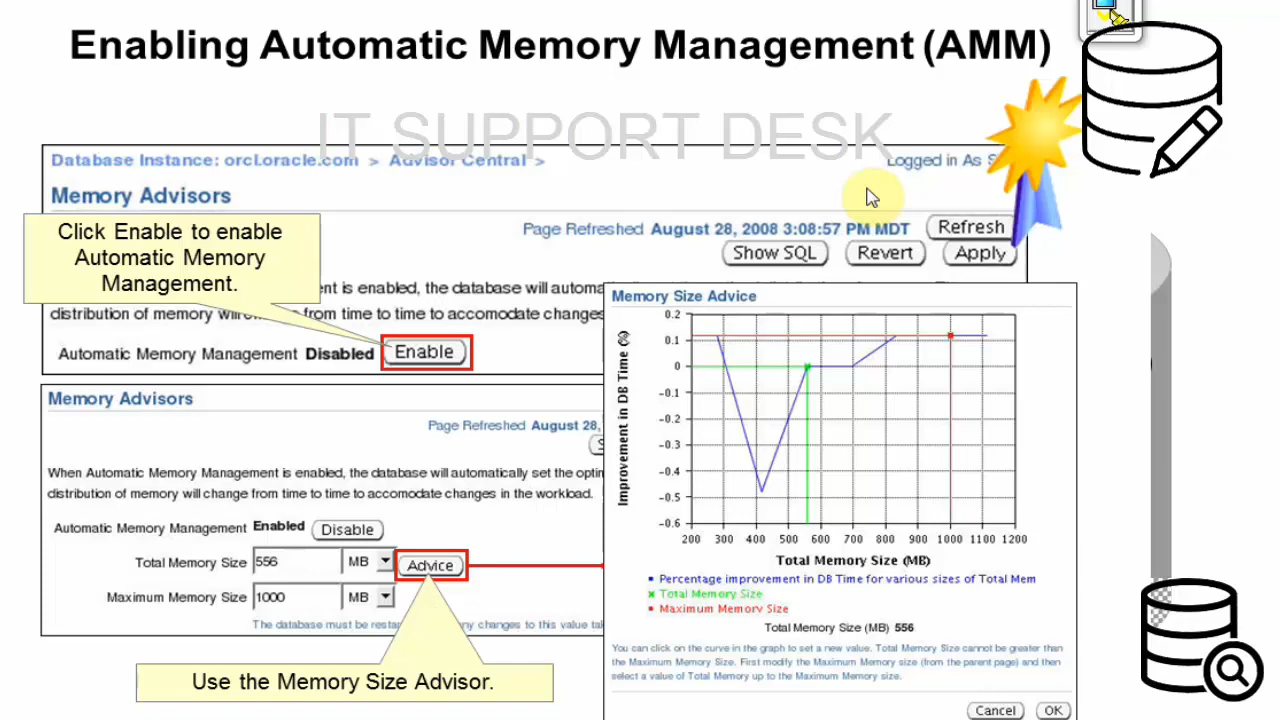 Enabling Automatic Memory Management (AMM)
IT SUPPORT DESK
Database Instance: orcl.oracle.com > Advisor Central >
Logged in As S
Memory Advisors
Page Refreshed August 28, 2008 3:08:57 PM MDT
Refresh
Show SQL
Revert
Apply
Click Enable to enable
Automatic Memory
Management.
nt is enabled, the database will automa
distribution of memory will from time to time to accomodate changes
Automatic Memory Management Disabled
Enable
Memory Advisors
Page Refreshed August 28,
When Automatic Memory Management is enabled, the database will automatically set the optim
distribution of memory will change from time to time to accomodate changes in the workload.
Automatic Memory Management Enabled
Disable
Total Memory Size 556 MB
Advice
Maximum Memory Size 1000 MB
The database must be restar ny changes to this value tak
Use the Memory Size Advisor.
Memory Size Advice
Improvement in DB Time (%)
0.2
0.1
0
-0.1
-0.2
-0.3
-0.4
-0.5
-0.6
200 300 400 500 600 700 800 900 1000 1100 1200
Total Memory Size (MB)
Percentage improvement in DB Time for various sizes of Total Mem
Total Memory Size
Maximum Memory Size
Total Memory Size (MB) 556
You can click on the curve in the graph to set a new value. Total Memory Size cannot be greater than
the Maximum Memory Size. First modify the Maximum Memory size (from the parent page) and then
select a value of Total Memory up to the Maximum Memory size.
Cancel
OK